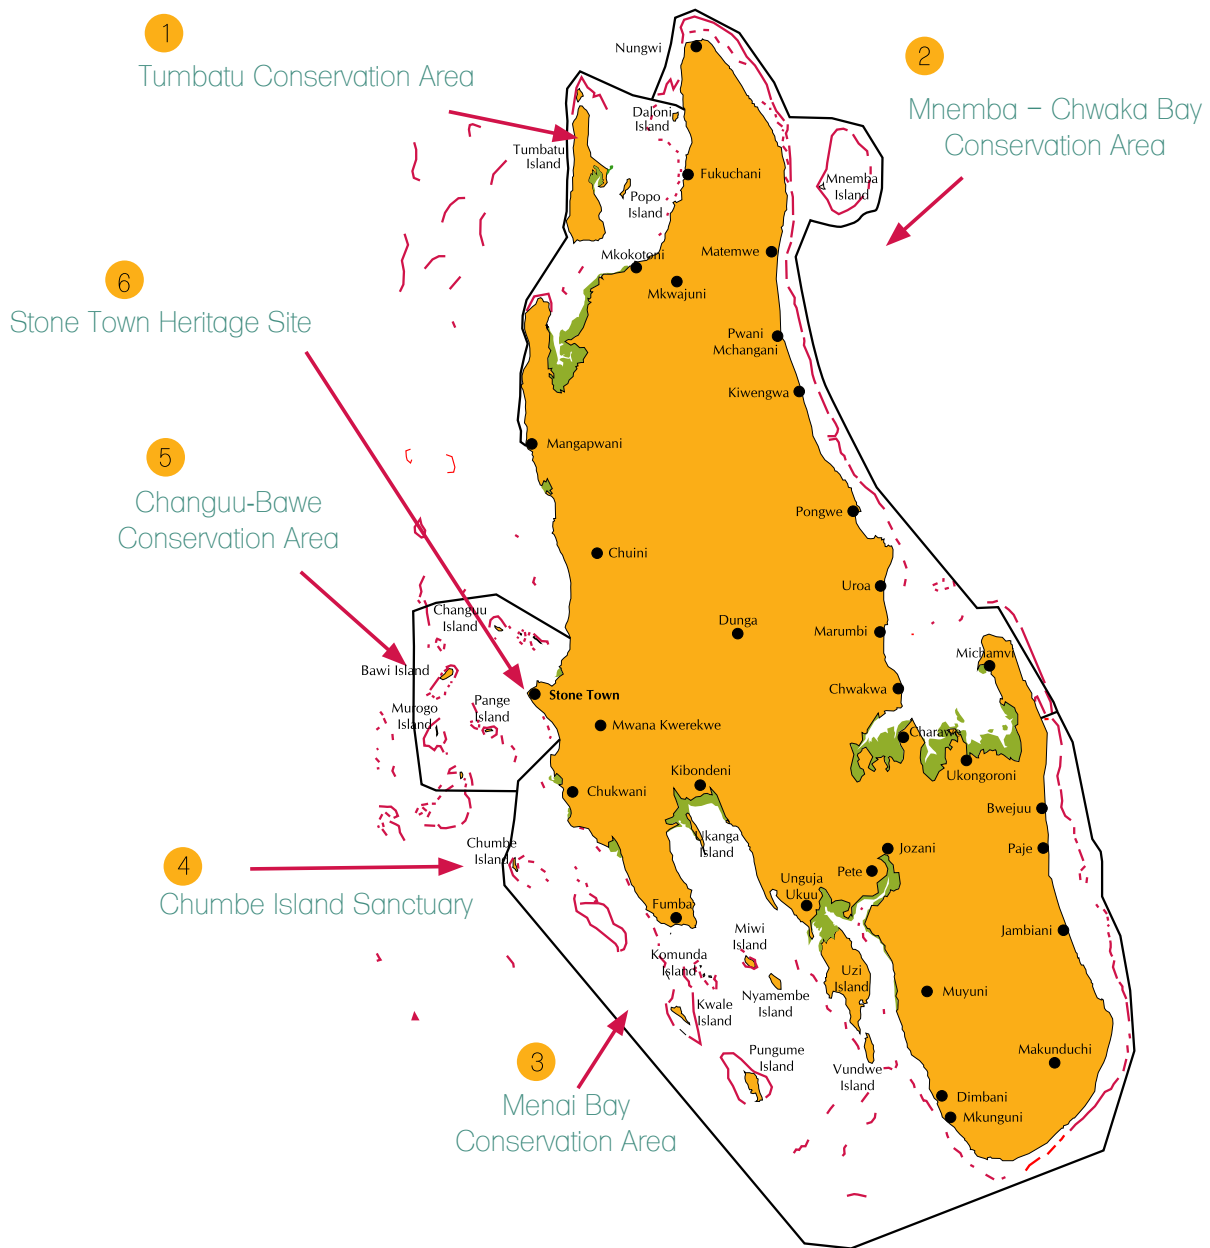 1
Tumbatu Conservation Area
2
Mnemba – Chwaka Bay
Conservation Area
6
Stone Town Heritage Site
5
Changuu-Bawe
Conservation Area
4
Chumbe Island Sanctuary
3
Menai Bay
Conservation Area
Nungwi
Daloni
Island
Tumbatu
Island
Popo
Island
Fukuchani
Mnemba
Island
Mkokotoni
Matemwe
Mkwajuni
Pwani
Mchangani
Kiwengwa
Mangapwani
Pongwe
Chuini
Uroa
Changuu
Island
Dunga
Marumbi
Michamvi
Bawi Island
Stone Town
Chwakwa
Murogo
Island
Pange
Island
Mwana Kwerekwe
Charawe
Ukongoroni
Kibondeni
Chukwani
Bwejuu
Ukanga
Island
Chumbe
Island
Jozani
Paje
Pete
Unguja
Ukuu
Fumba
Miwi
Island
Jambiani
Komunda
Island
Uzi
Island
Nyamembe
Island
Muyuni
Kwale
Island
Pungume
Island
Vundwe
Island
Makunduchi
Dimbani
Mkunguni